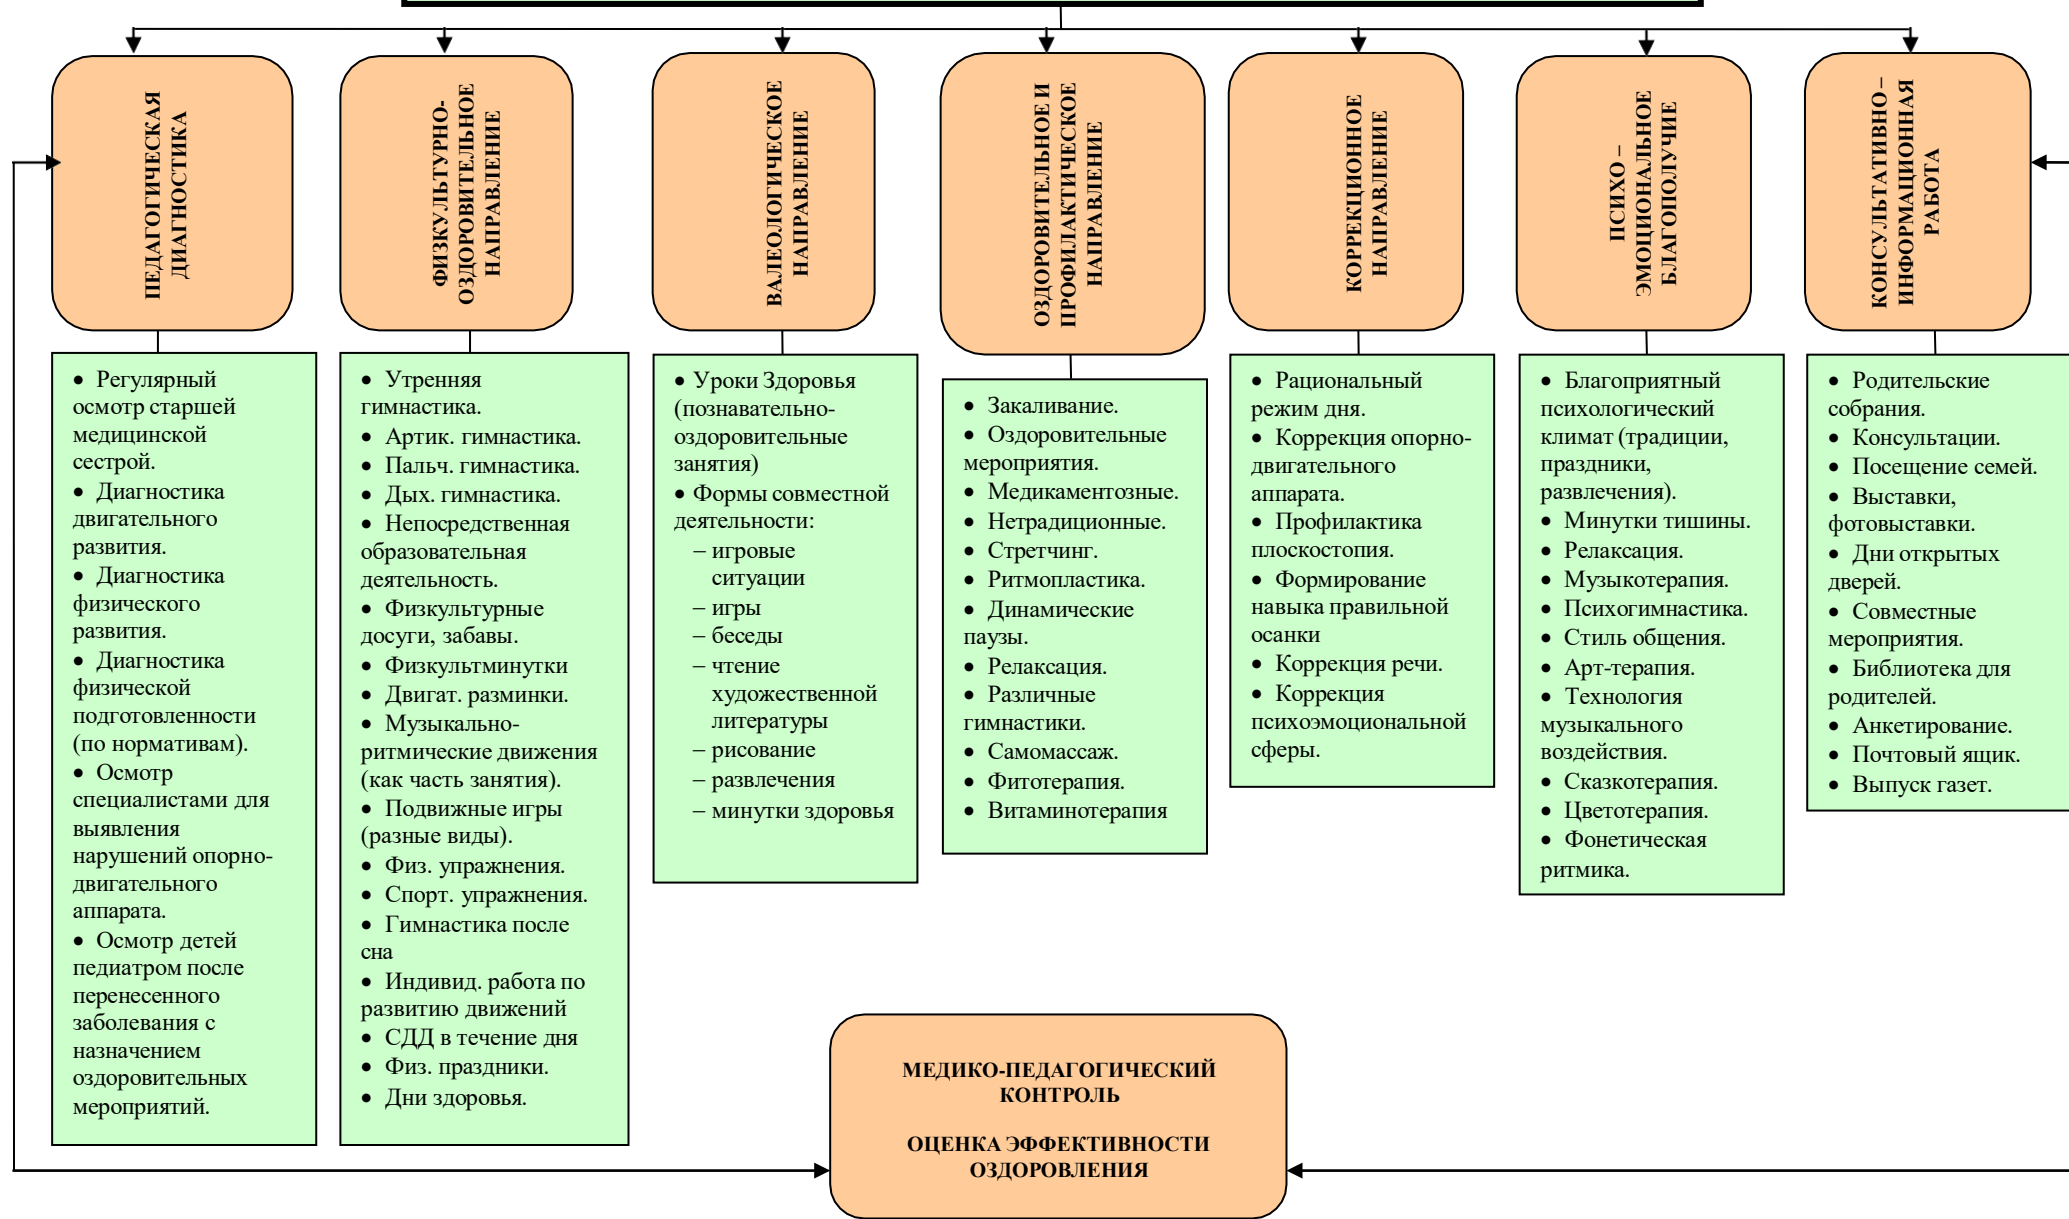 ПЕДАГОГИЧЕСКАЯ
ДИАГНОСТИКА
ФИЗКУЛЬТУРНО-
ОЗДОРОВИТЕЛЬНОЕ
НАПРАВЛЕНИЕ
ВАЛЕОЛОГИЧЕСКОЕ
НАПРАВЛЕНИЕ
ОЗДОРОВИТЕЛЬНОЕ И
ПРОФИЛАКТИЧЕСКОЕ
НАПРАВЛЕНИЕ
КОРРЕКЦИОННОЕ
НАПРАВЛЕНИЕ
ПСИХО –
ЭМОЦИОНАЛЬНОЕ
БЛАГОПОЛУЧИЕ
КОНСУЛЬТАТИВНО –
ИНФОРМАЦИОННАЯ
РАБОТА
• Регулярный
осмотр старшей
медицинской
сестрой.
• Диагностика
двигательного
развития.
• Диагностика
физического
развития.
• Диагностика
физической
подготовленности
(по нормативам).
• Осмотр
специалистами для
выявления
нарушений опорно-
двигательного
аппарата.
• Осмотр детей
педиатром после
перенесенного
заболевания с
назначением
оздоровительных
мероприятий.
• Утренняя
гимнастика.
• Артик. гимнастика.
• Пальч. гимнастика.
• Дых. гимнастика.
• Непосредственная
образовательная
деятельность.
• Физкультурные
досуги, забавы.
• Физкультминутки
• Двигат. разминки.
• Музыкально-
ритмические движения
(как часть занятия).
• Подвижные игры
(разные виды).
• Физ. упражнения.
• Спорт. упражнения.
• Гимнастика после
сна
• Индивид. работа по
развитию движений
• СДД в течение дня
• Физ. праздники.
• Дни здоровья.
• Уроки Здоровья
(познавательно-
оздоровительные
занятия)
• Формы совместной
деятельности:
– игровые
ситуации
– игры
– беседы
– чтение
художественной
литературы
– рисование
– развлечения
– минутки здоровья
• Закаливание.
• Оздоровительные
мероприятия.
• Медикаментозные.
• Нетрадиционные.
• Стретчинг.
• Ритмопластика.
• Динамические
паузы.
• Релаксация.
• Различные
гимнастики.
• Самомассаж.
• Фитотерапия.
• Витаминотерапия
• Рациональный
режим дня.
• Коррекция опорно-
двигательного
аппарата.
• Профилактика
плоскостопия.
• Формирование
навыка правильной
осанки
• Коррекция речи.
• Коррекция
психоэмоциональной
сферы.
• Благоприятный
психологический
климат (традиции,
праздники,
развлечения).
• Минутки тишины.
• Релаксация.
• Музыкотерапия.
• Психогимнастика.
• Стиль общения.
• Арт-терапия.
• Технология
музыкального
воздействия.
• Сказкотерапия.
• Цветотерапия.
• Фонетическая
ритмика.
• Родительские
собрания.
• Консультации.
• Посещение семей.
• Выставки,
фотовыставки.
• Дни открытых
дверей.
• Совместные
мероприятия.
• Библиотека для
родителей.
• Анкетирование.
• Почтовый ящик.
• Выпуск газет.
МЕДИКО-ПЕДАГОГИЧЕСКИЙ
КОНТРОЛЬ
ОЦЕНКА ЭФФЕКТИВНОСТИ
ОЗДОРОВЛЕНИЯ